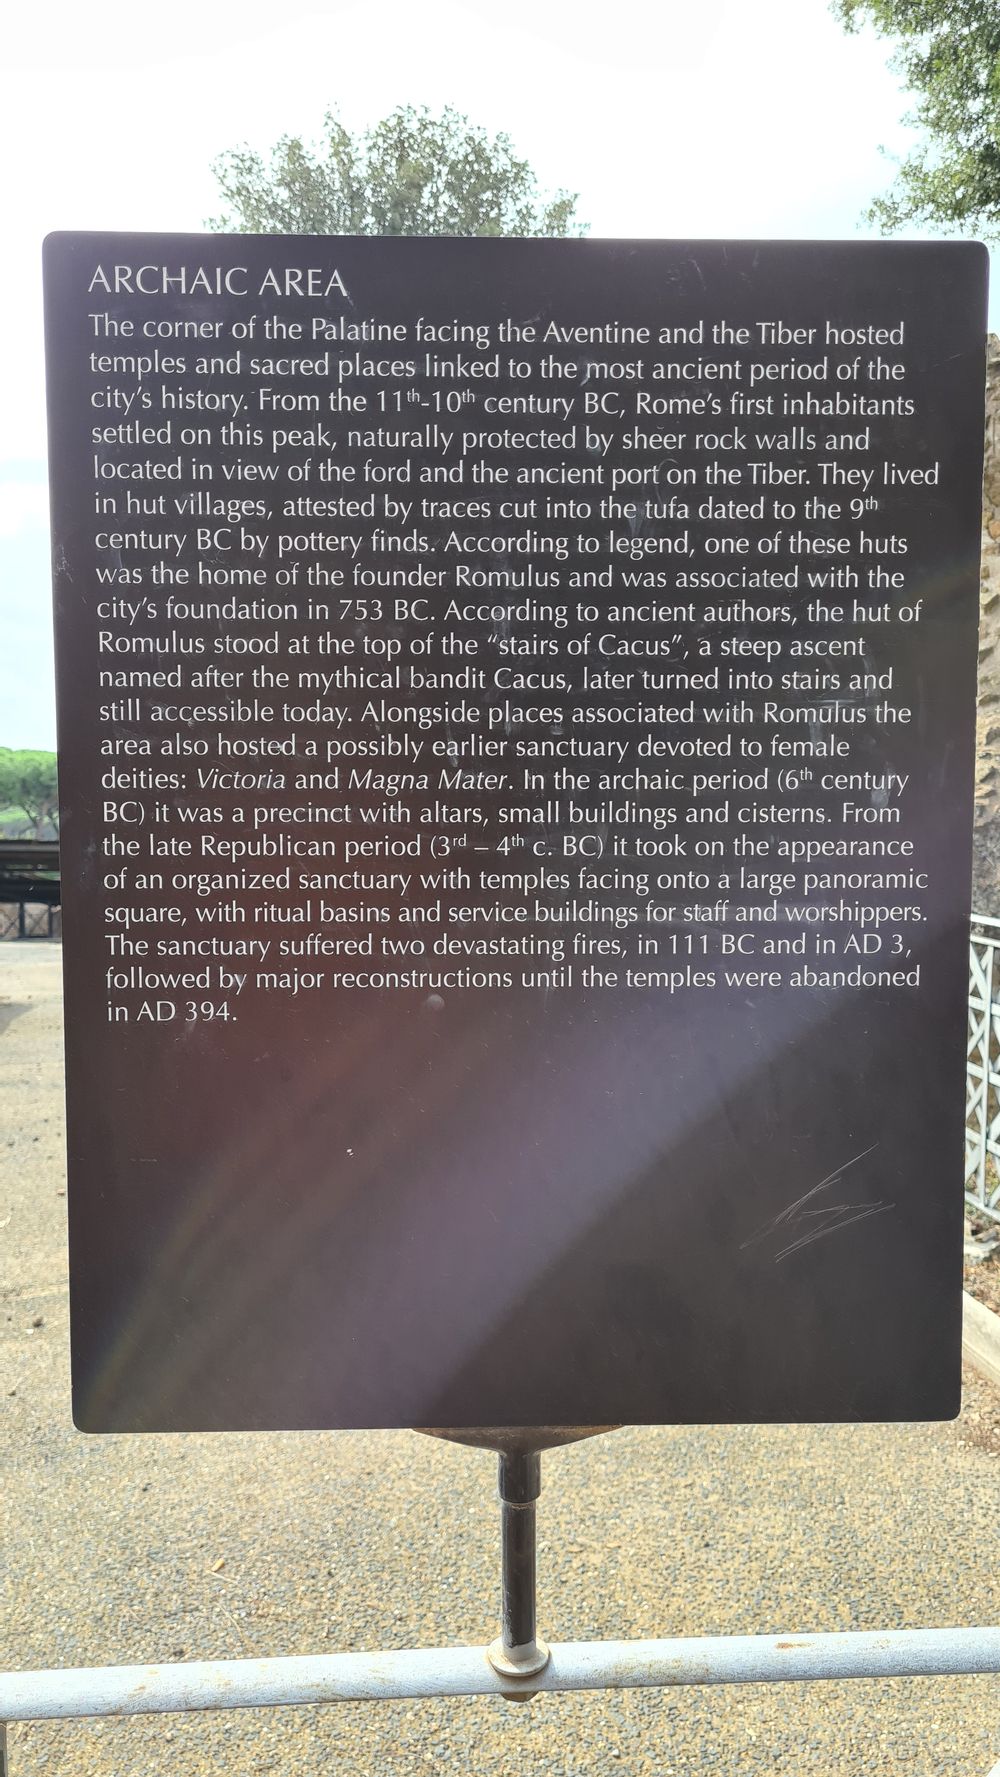 ARCHAIC AREA
The corner of the Palatine facing the Aventine and the Tiber hosted
temples and sacred places linked to the most ancient period of the
city's history. From the 11th-10th century BC, Rome's first inhabitants
settled on this peak, naturally protected by sheer rock walls and
located in view of the ford and the ancient port on the Tiber. They lived
in hut villages, attested by traces cut into the tufa dated to the 9th
century BC by pottery finds. According to legend, one of these huts
was the home of the founder Romulus and was associated with the
city's foundation in 753 BC. According to ancient authors, the hut of
Romulus stood at the top of the “stairs of Cacus”, a steep ascent
named after the mythical bandit Cacus, later turned into stairs and
still accessible today. Alongside places associated with Romulus the
area also hosted a possibly earlier sanctuary devoted to female
deities: Victoria and Magna Mater. In the archaic period (6th century
BC) it was a precinct with altars, small buildings and cisterns. From
the late Republican period (3rd – 4th c. BC) it took on the appearance
of an organized sanctuary with temples facing onto a large panoramic
square, with ritual basins and service buildings for staff and worshippers.
The sanctuary suffered two devastating fires, in 111 BC and in AD 3,
followed by major reconstructions until the temples were abandoned
in AD 394.